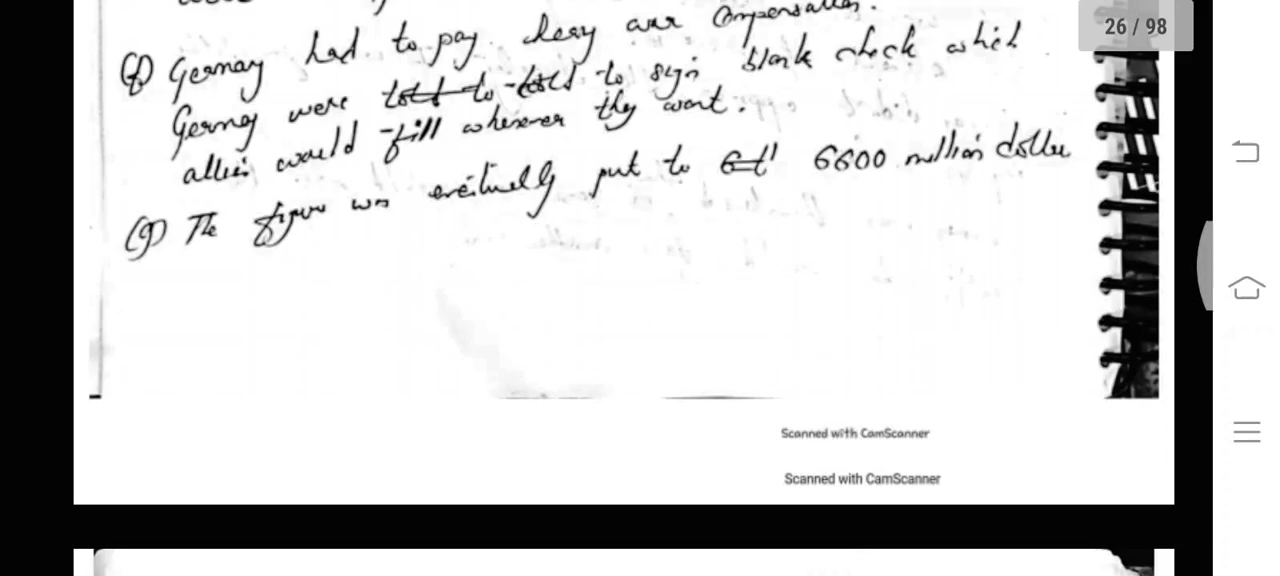 26 / 98
(f) Germany had to pay heavy war compensation.
Germany were to sign blank check which
allies would fill whenever they want.
(g) The figure was eventually put to 6600 million dollar
Scanned with CamScanner
Scanned with CamScanner